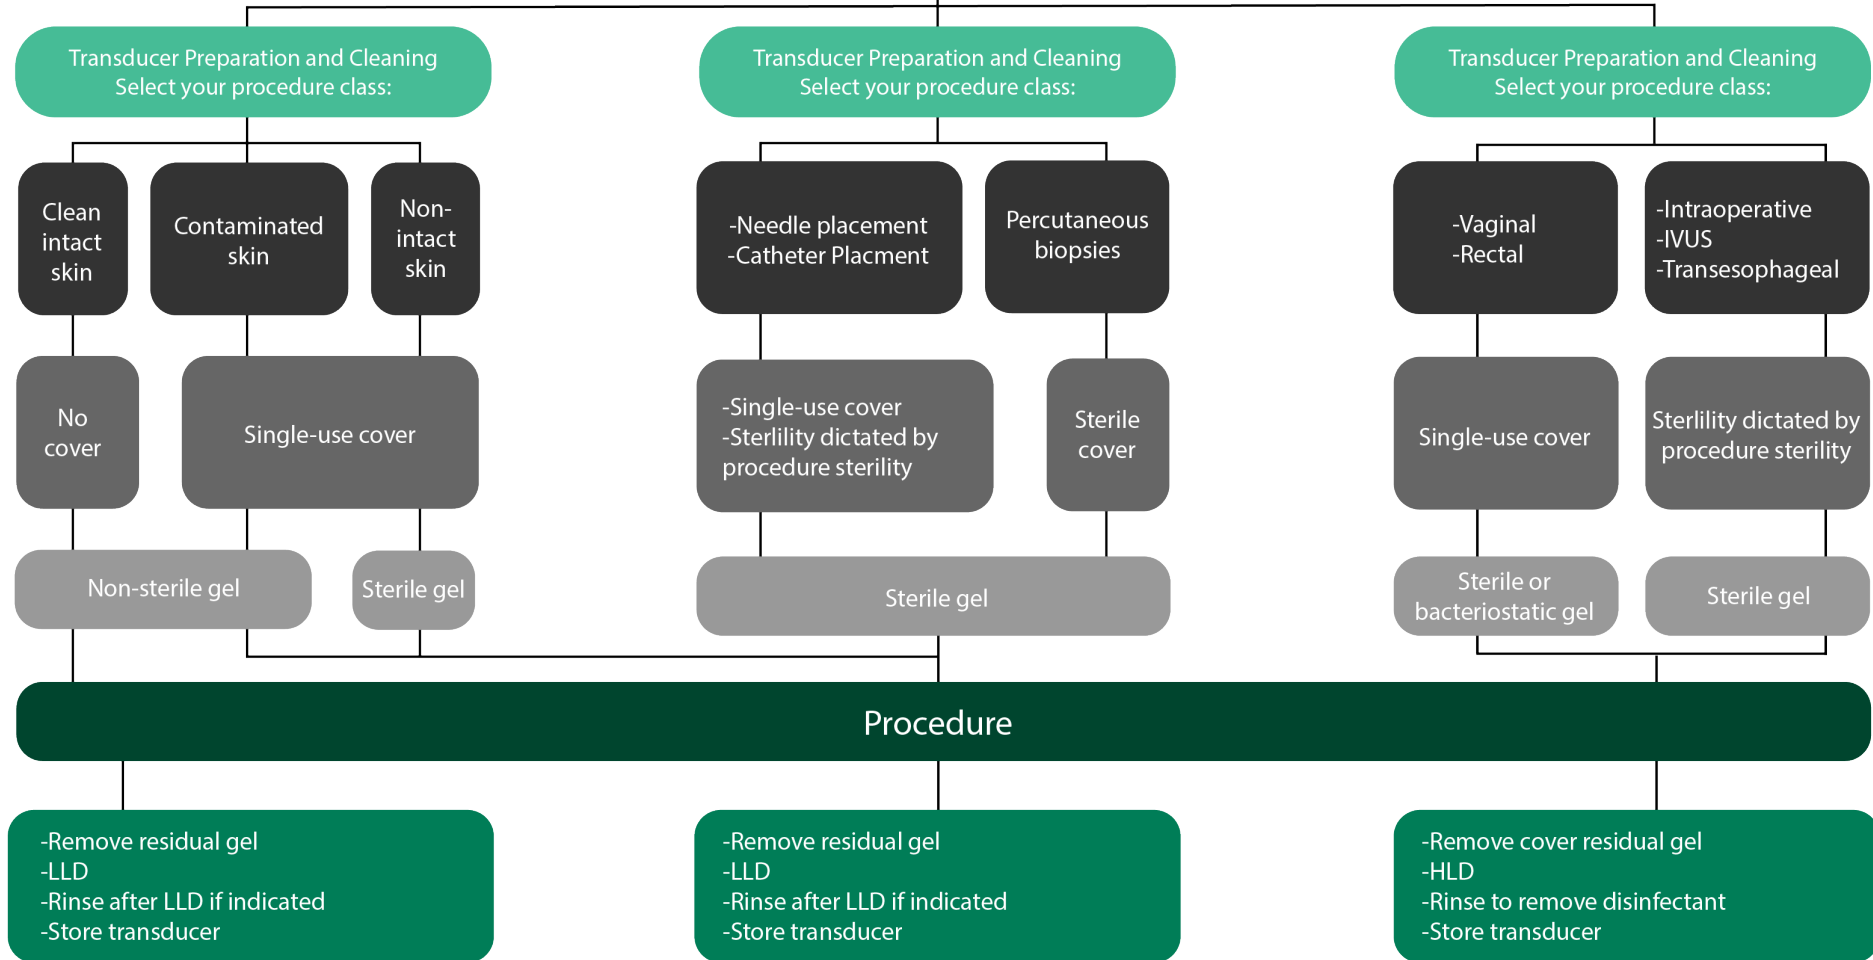 Transducer Preparation and Cleaning
Select your procedure class:
Transducer Preparation and Cleaning
Select your procedure class:
Transducer Preparation and Cleaning
Select your procedure class:
Clean
intact
skin
Contaminated
skin
Non-
intact
skin
-Needle placement
-Catheter Placment
Percutaneous
biopsies
-Vaginal
-Rectal
-Intraoperative
-IVUS
-Transesophageal
No
cover
Single-use cover
-Single-use cover
-Sterlility dictated by
procedure sterility
Sterile
cover
Single-use cover
Sterlility dictated by
procedure sterility
Non-sterile gel
Sterile gel
Sterile gel
Sterile or
bacteriostatic gel
Sterile gel
Procedure
-Remove residual gel
-LLD
-Rinse after LLD if indicated
-Store transducer
-Remove residual gel
-LLD
-Rinse after LLD if indicated
-Store transducer
-Remove cover residual gel
-HLD
-Rinse to remove disinfectant
-Store transducer